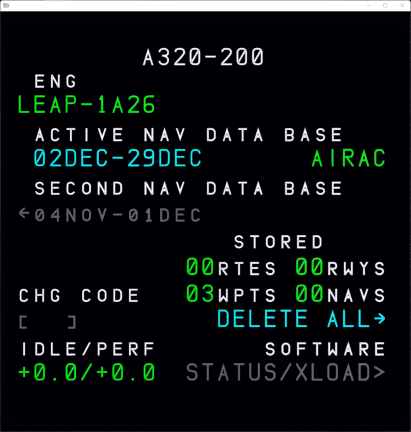 A320-200
ENG
LEAP-1A26
ACTIVE NAV DATA BASE
02DEC-29DEC AIRAC
SECOND NAV DATA BASE
←04NOV-01DEC
STORED
00RTES 00RWYS
CHG CODE 03WPTS 00NAVS
[ ] DELETE ALL→
IDLE/PERF SOFTWARE
+0.0/+0.0 STATUS/XLOAD>